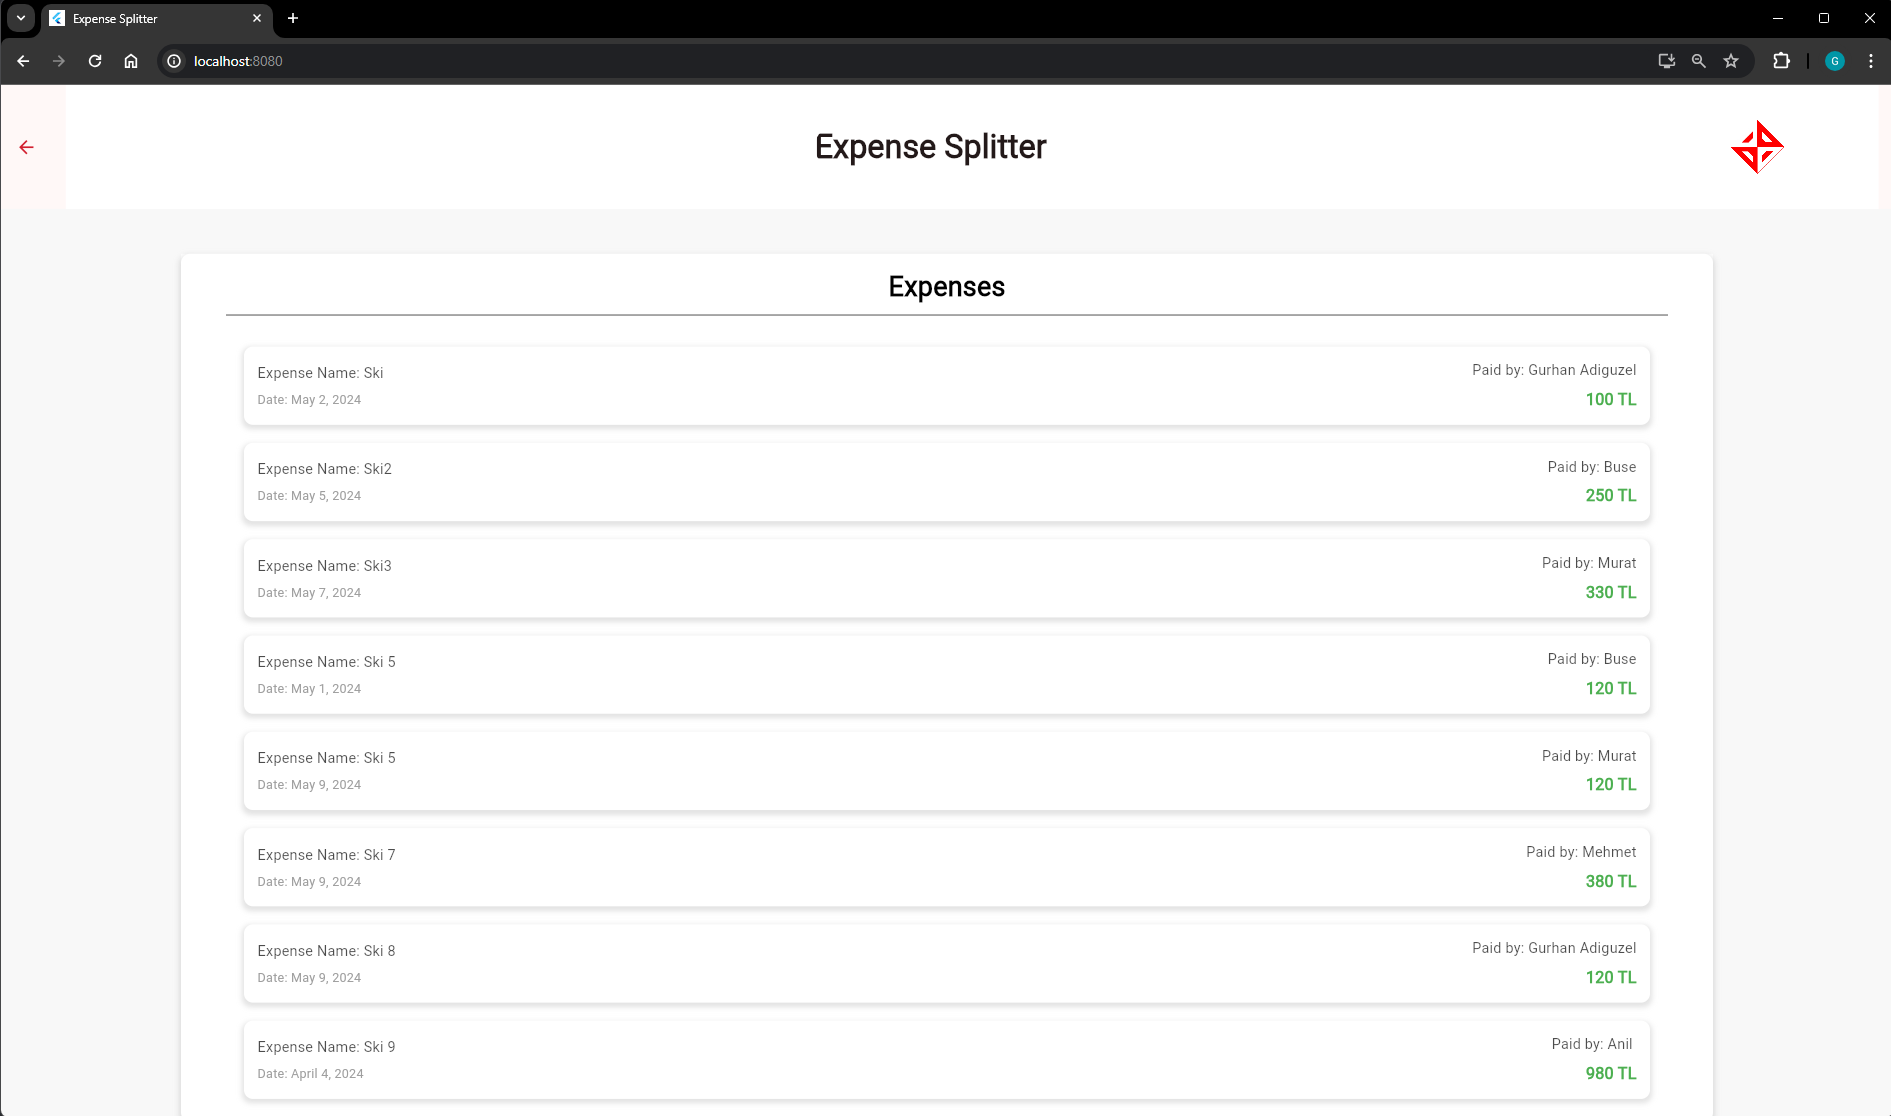 Expense Splitter
localhost:8080
G
Expense Splitter
Expenses
Expense Name: Ski
Paid by: Gurhan Adiguzel
Date: May 2, 2024
100 TL
Expense Name: Ski2
Paid by: Buse
Date: May 5, 2024
250 TL
Expense Name: Ski3
Paid by: Murat
Date: May 7, 2024
330 TL
Expense Name: Ski 5
Paid by: Buse
Date: May 1, 2024
120 TL
Expense Name: Ski 5
Paid by: Murat
Date: May 9, 2024
120 TL
Expense Name: Ski 7
Paid by: Mehmet
Date: May 9, 2024
380 TL
Expense Name: Ski 8
Paid by: Gurhan Adiguzel
Date: May 9, 2024
120 TL
Expense Name: Ski 9
Paid by: Anil
Date: April 4, 2024
980 TL